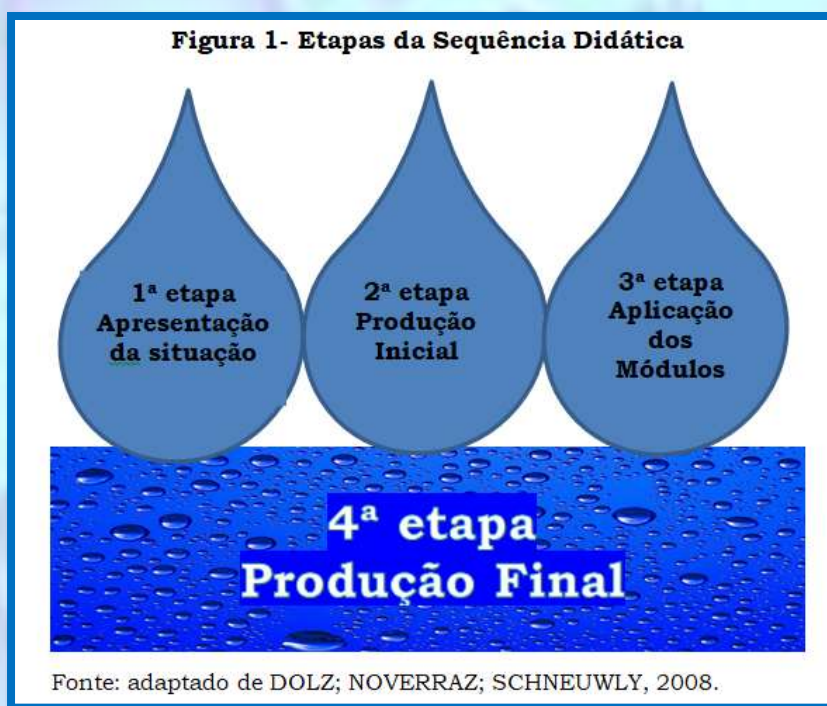 Figura 1- Etapas da Sequência Didática
1ª etapa
Apresentação
da situação
2ª etapa
Produção
Inicial
3ª etapa
Aplicação
dos
Módulos
4ª etapa
Produção Final
Fonte: adaptado de DOLZ; NOVERRAZ; SCHNEUWLY, 2008.